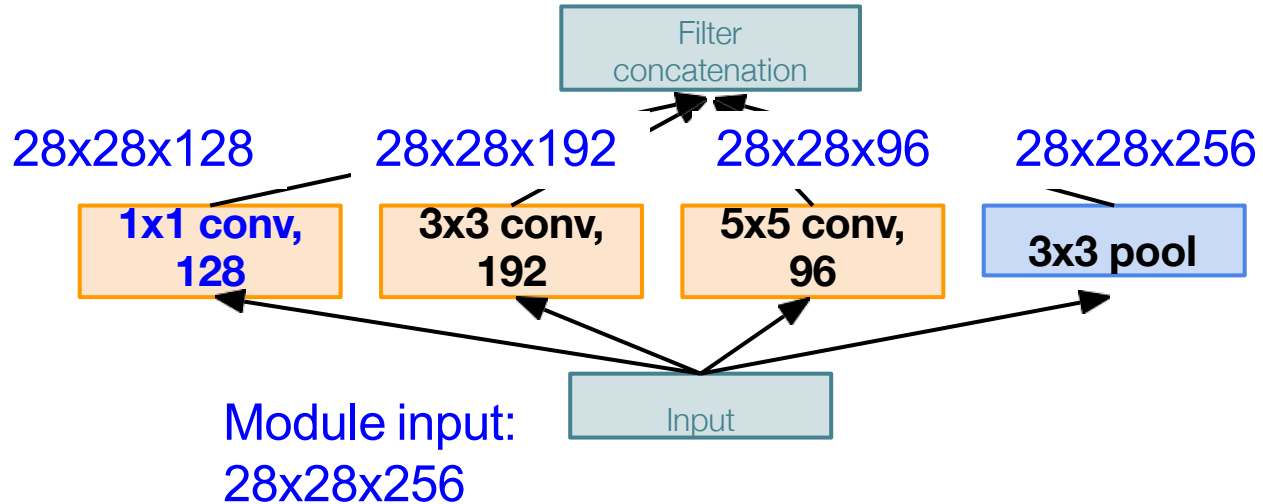 Filter
concatenation
28x28x128
28x28x192
28x28x96
28x28x256
1x1 conv,
128
3x3 conv,
192
5x5 conv,
96
3x3 pool
Input
Module input:
28x28x256